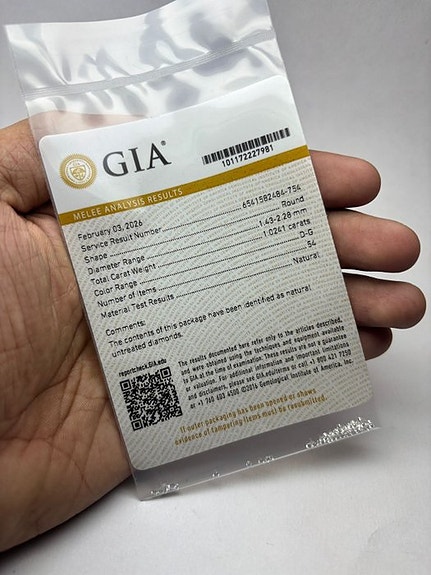 GIA®
101172227981
MELEE ANALYSIS RESULTS
February 03, 2026
Service Result Number 6541582484-754
Shape Round
Diameter Range 1.43-2.28 mm
Total Carat Weight 1.0241 carats
Color Range D-G
Number of Items 54
Material Test Results Natural
Comments:
The contents of this package have been identified as natural
untreated diamonds.
reportcheck.GIA.edu
The results documented here refer only to the articles described,
and were obtained using the techniques and equipment available
to GIA at the time of examination. These results are not a guarantee
or valuation. For additional information and important limitations
and disclaimers, please see GIA.edu/terms or call +1 800 421 7250
or +1 760 603 4500 ©2016 Gemological Institute of America, Inc.
If outer packaging has been opened or shows
evidence of tampering items must be resubmitted.